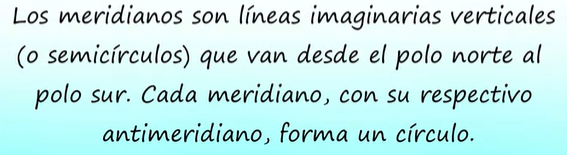 Los meridianos son líneas imaginarias verticales
(o semicírculos) que van desde el polo norte al
polo sur. Cada meridiano, con su respectivo
antimeridiano, forma un círculo.